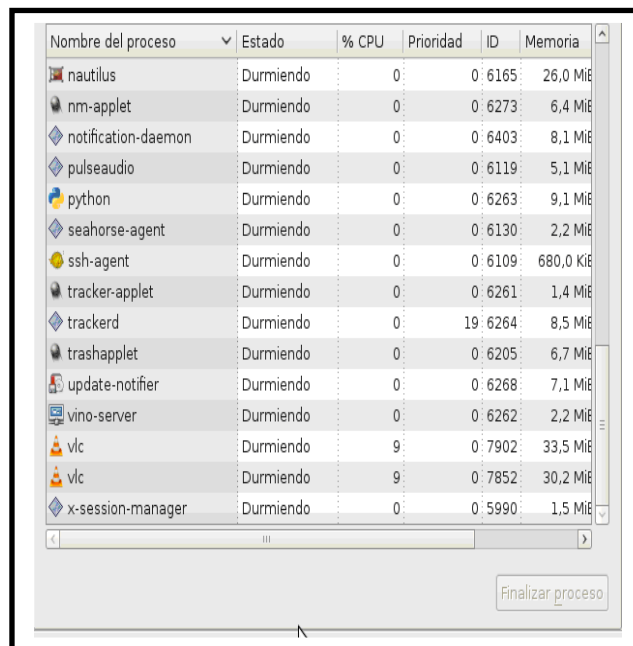 Nombre del proceso Estado % CPU Prioridad ID Memoria
nautilus Durmiendo 0 0 6165 26,0 MiB
nm-applet Durmiendo 0 0 6273 6,4 MiB
notification-daemon Durmiendo 0 0 6403 8,1 MiB
pulseaudio Durmiendo 0 0 6119 5,1 MiB
python Durmiendo 0 0 6263 9,1 MiB
seahorse-agent Durmiendo 0 0 6130 2,2 MiB
ssh-agent Durmiendo 0 0 6109 680,0 KiB
tracker-applet Durmiendo 0 0 6261 1,4 MiB
trackerd Durmiendo 0 19 6264 8,5 MiB
trashapplet Durmiendo 0 0 6205 6,7 MiB
update-notifier Durmiendo 0 0 6268 7,1 MiB
vino-server Durmiendo 0 0 6262 2,2 MiB
vlc Durmiendo 9 0 7902 33,5 MiB
vlc Durmiendo 9 0 7852 30,2 MiB
x-session-manager Durmiendo 0 0 5990 1,5 MiB
Finalizar proceso